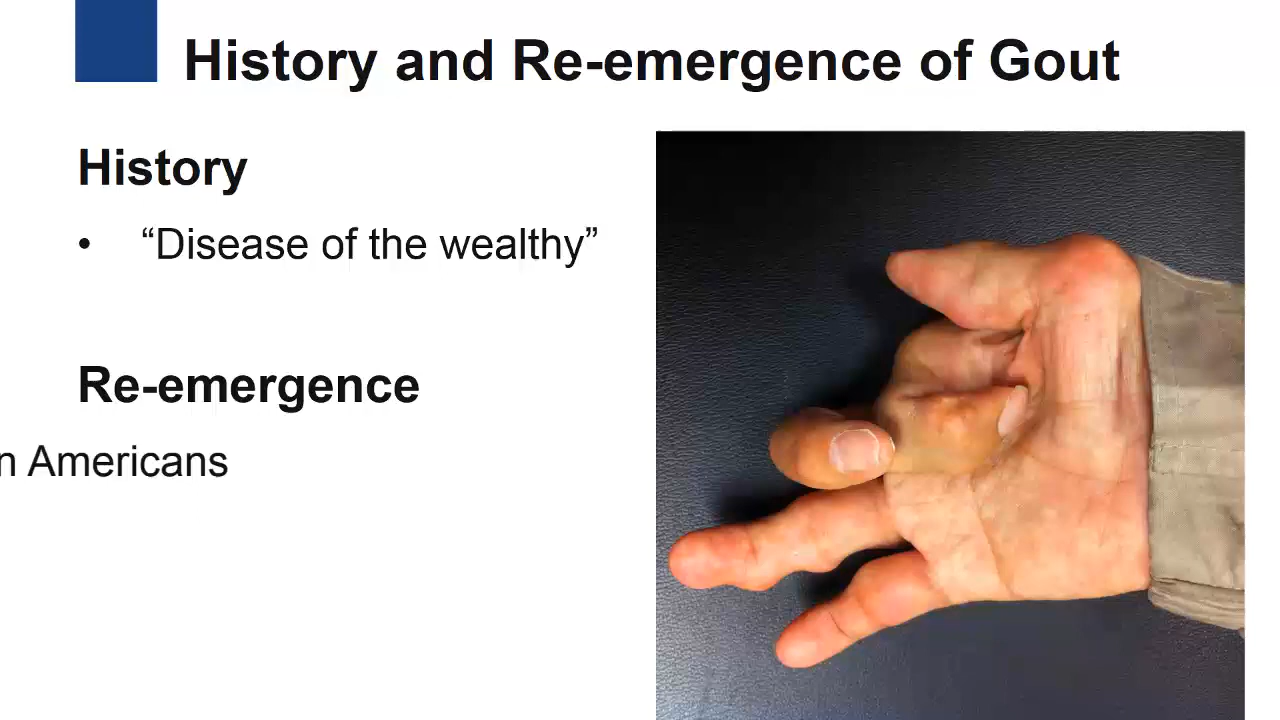 History and Re-emergence of Gout
History
• “Disease of the wealthy”
Re-emergence
n Americans